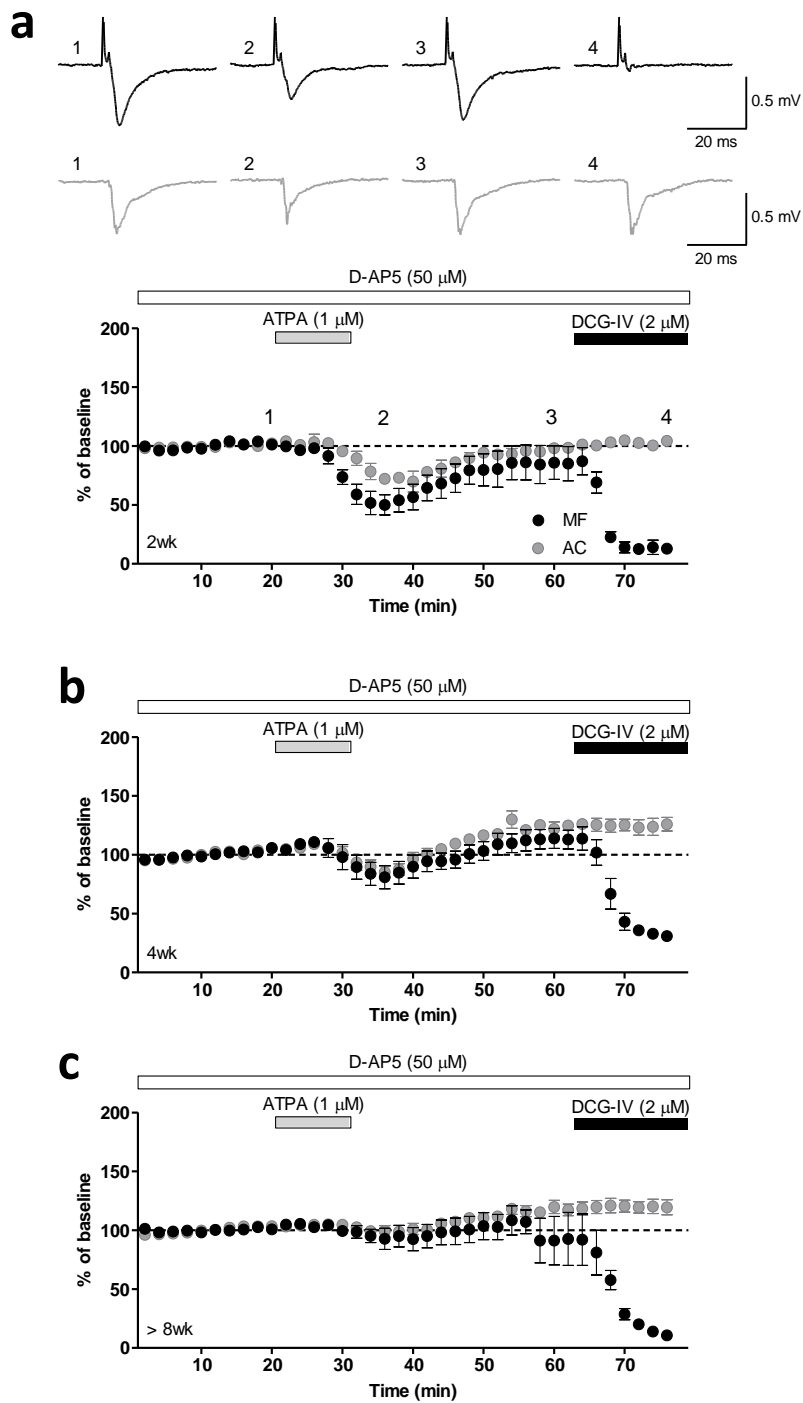 a
1 2 3 4
0.5 mV
20 ms
1 2 3 4
0.5 mV
20 ms
D-AP5 (50 µM)
ATPA (1 µM) DCG-IV (2 µM)
200
150
100
50
0
% of baseline
1 2 3 4
MF
AC
2wk
10 20 30 40 50 60 70
Time (min)
b
D-AP5 (50 µM)
ATPA (1 µM) DCG-IV (2 µM)
200
150
100
50
0
% of baseline
4wk
10 20 30 40 50 60 70
Time (min)
c
D-AP5 (50 µM)
ATPA (1 µM) DCG-IV (2 µM)
200
150
100
50
0
% of baseline
> 8wk
10 20 30 40 50 60 70
Time (min)